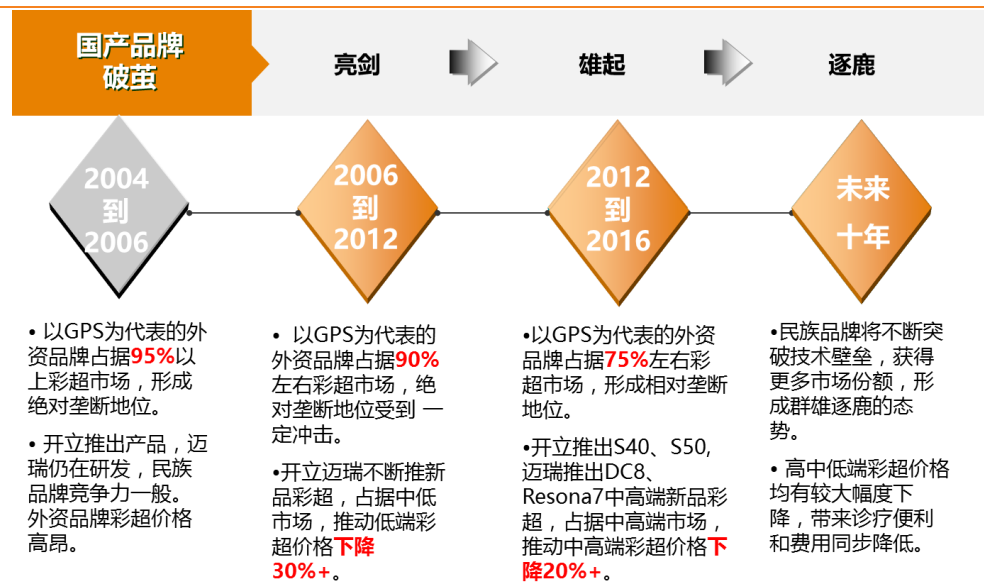 国产品牌
破茧
亮剑
雄起
逐鹿
2004
到
2006
2006
到
2012
2012
到
2016
未来
十年
• 以GPS为代表的外
资品牌占据95%以
上彩超市场，形成
绝对垄断地位。
• 开立推出产品，迈
瑞仍在研发，民族
品牌竞争力一般。
外资品牌彩超价格
高昂。
• 以GPS为代表的
外资品牌占据90%
左右彩超市场，绝
对垄断地位受到 一
定冲击。
•开立迈瑞不断推新
品彩超，占据中低
市场，推动低端彩
超价格下降
30%+。
•以GPS为代表的外资
品牌占据75%左右彩
超市场，形成相对垄断
地位。
•开立推出S40、S50,
迈瑞推出DC8、
Resona7中高端新品彩
超，占据中高端市场，
推动中高端彩超价格下
降20%+。
•民族品牌将不断突
破技术壁垒，获得
更多市场份额，形
成群雄逐鹿的态
势。
• 高中低端彩超价格
均有较大幅度下
降，带来诊疗便利
和费用同步降低。